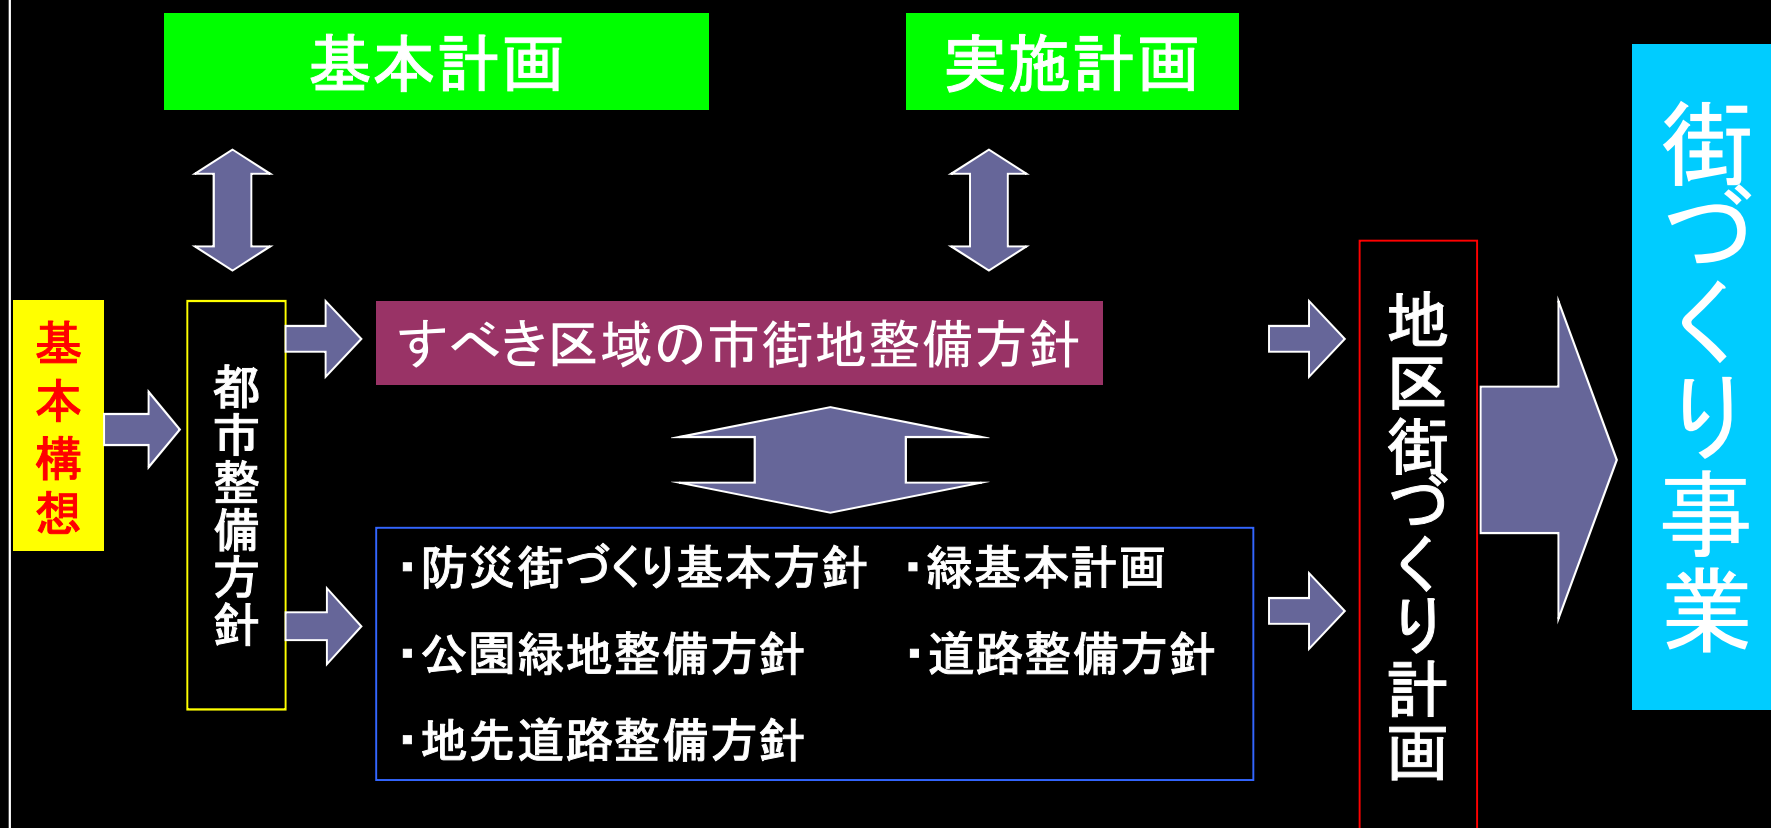 基本計画
実施計画
街づくり事業
基本構想
都市整備方針
すべき区域の市街地整備方針
・防災街づくり基本方針
・緑基本計画
・公園緑地整備方針
・道路整備方針
・地先道路整備方針
地区街づくり計画